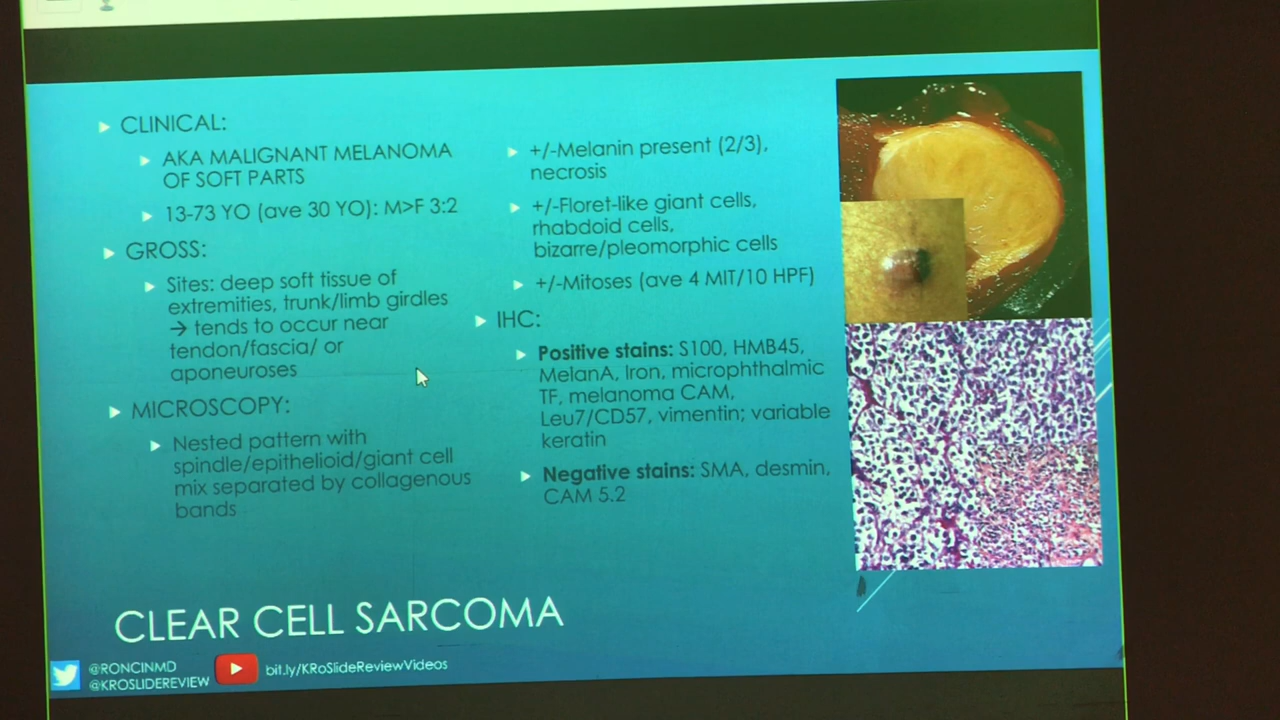 CLINICAL:
AKA MALIGNANT MELANOMA
OF SOFT PARTS
13-73 YO (ave 30 YO): M>F 3:2
GROSS:
Sites: deep soft tissue of
extremities, trunk/limb girdles
→ tends to occur near
tendon/fascia/ or
aponeuroses
MICROSCOPY:
Nested pattern with
spindle/epithelioid/giant cell
mix separated by collagenous
bands
+/-Melanin present (2/3),
necrosis
+/-Floret-like giant cells,
rhabdoid cells,
bizarre/pleomorphic cells
+/-Mitoses (ave 4 MIT/10 HPF)
IHC:
Positive stains: S100, HMB45,
MelanA, Iron, microphthalmic
TF, melanoma CAM,
Leu7/CD57, vimentin; variable
keratin
Negative stains: SMA, desmin,
CAM 5.2
CLEAR CELL SARCOMA
@RONCINMD
@KROSLIDEREVIEW
bit.ly/KRoSlideReviewVideos